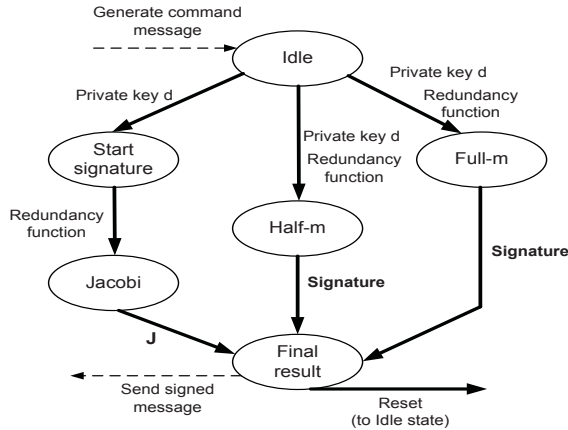 Generate command
message
Idle
Private key d
Private key d
Redundancy
function
Private key d
Redundancy
function
Start
signature
Full-m
Redundancy
function
Half-m
Signature
Jacobi
Signature
J
Final
result
Send signed
message
Reset
(to Idle state)